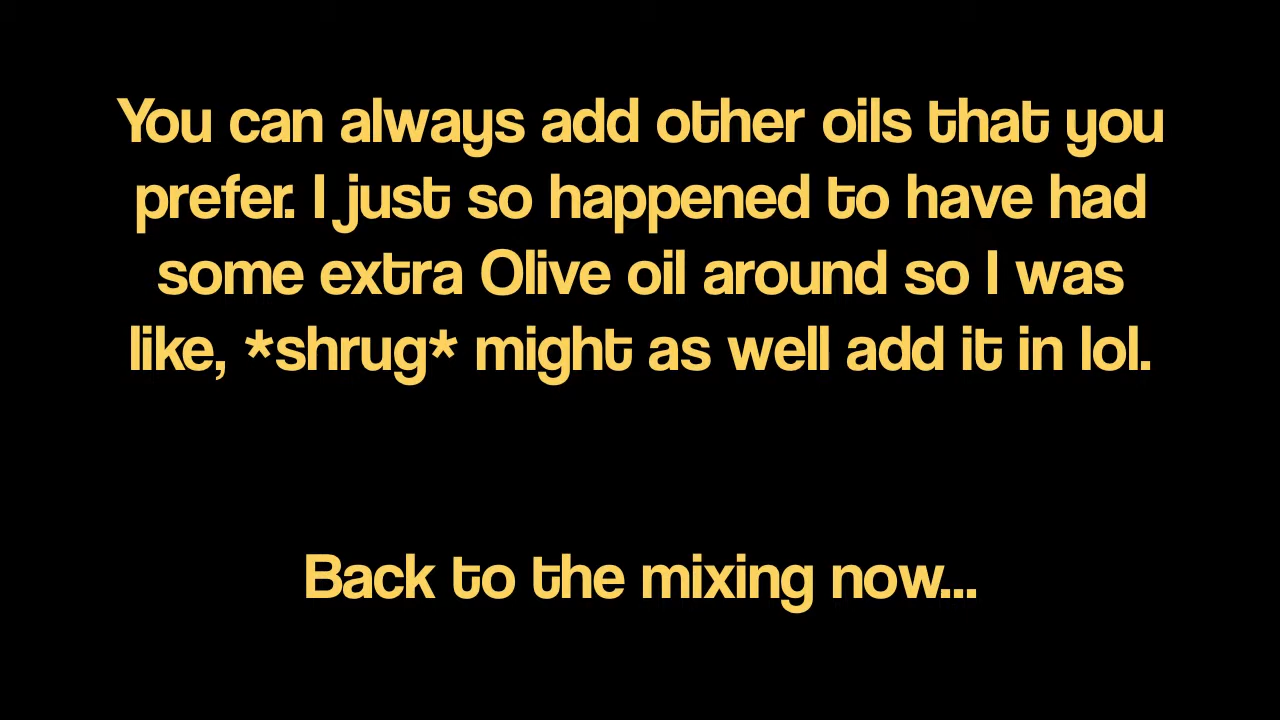 You can always add other oils that you
prefer. I just so happened to have had
some extra Olive oil around so I was
like, *shrug* might as well add it in lol.
Back to the mixing now...